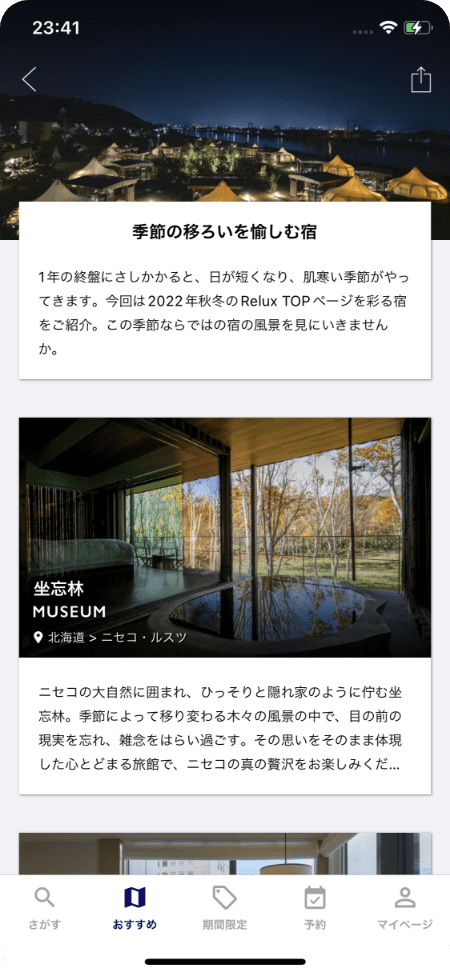 23:41
季節の移ろいを愉しむ宿
1年の終盤にさしかかると、日が短くなり、肌寒い季節がやっ
てきます。今回は2022年秋冬のRelux TOPページを彩る宿
をご紹介。この季節ならではの宿の風景を見にいきません
か。
坐忘林
MUSEUM
北海道 > ニセコ・ルスツ
ニセコの大自然に囲まれ、ひっそりと隠れ家のように佇む坐
忘林。季節によって移り変わる木々の風景の中で、目の前の
現実を忘れ、雑念をはらい過ごす。その思いをそのまま体現
した心とどまる旅館で、ニセコの真の贅沢をお楽しみくだ...
さがす おすすめ 期間限定 予約 マイページ